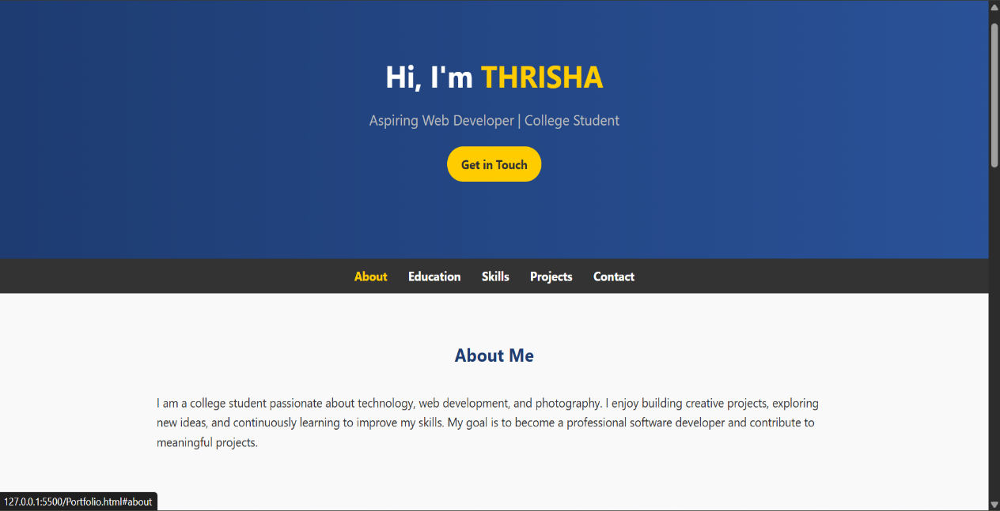 Hi, I'm THRISHA
Aspiring Web Developer | College Student
Get in Touch
About Education Skills Projects Contact
About Me
I am a college student passionate about technology, web development, and photography. I enjoy building creative projects, exploring
new ideas, and continuously learning to improve my skills. My goal is to become a professional software developer and contribute to
meaningful projects.
127.0.0.1:5500/Portfolio.html#about